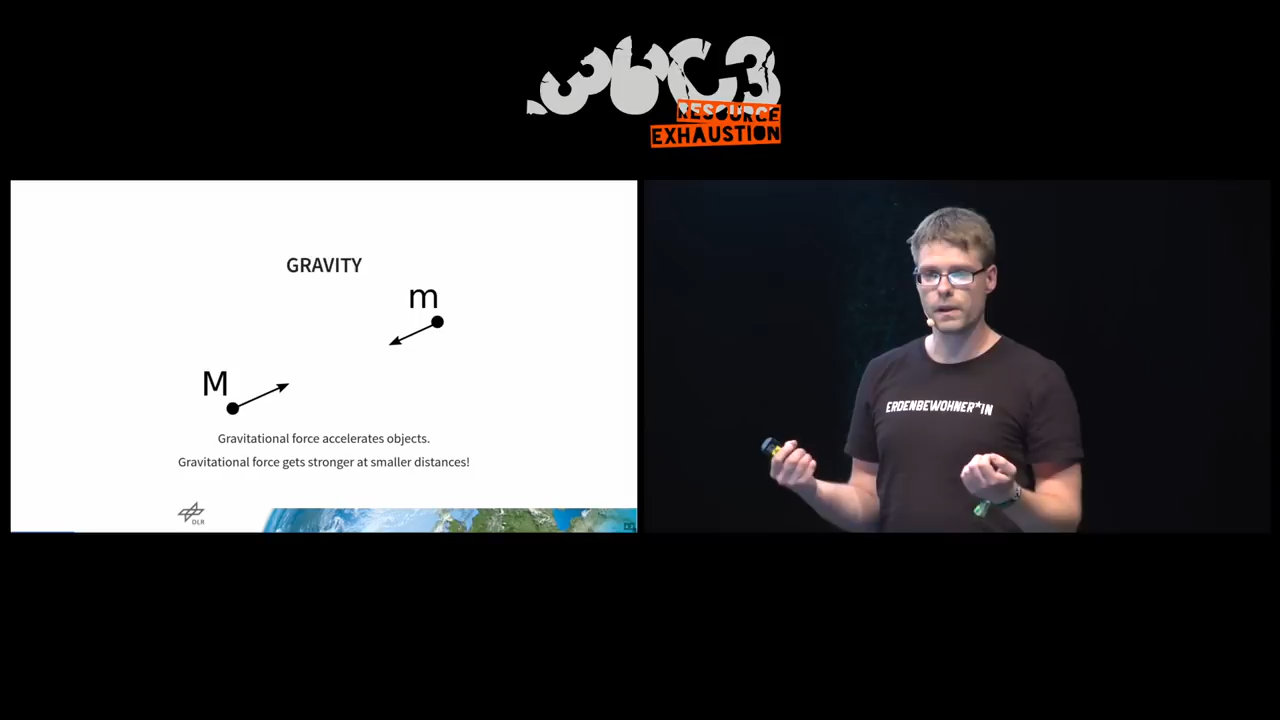 36C3
RESOURCE
EXHAUSTION
GRAVITY
m
M
Gravitational force accelerates objects.
Gravitational force gets stronger at smaller distances!
DLR
ERDENBEWOHNER*IN